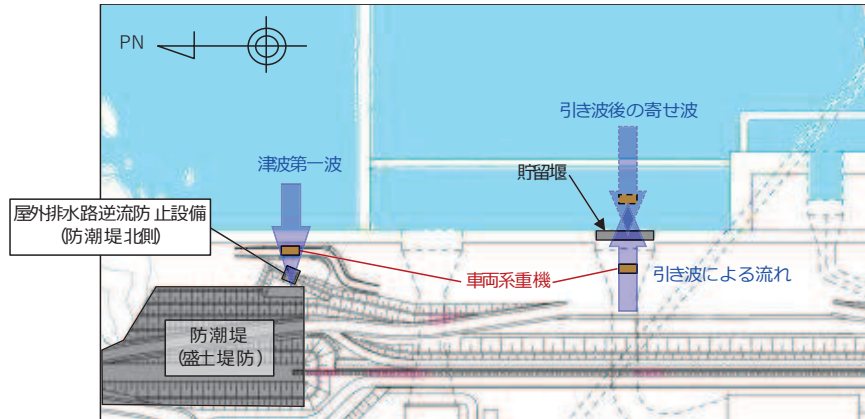 PN
引き波後の寄せ波
津波第一波
貯留堰
屋外排水路逆流防止設備
(防潮堤北側)
車両系重機
引き波による流れ
防潮堤
(盛土堤防)